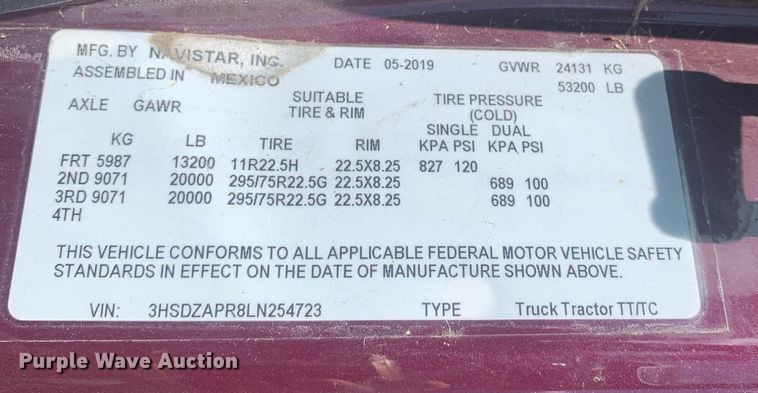 MFG. BY NAVISTAR, INC. DATE 05-2019 GVWR 24131 KG
ASSEMBLED IN MEXICO 53200 LB
AXLE GAWR SUITABLE TIRE PRESSURE
TIRE & RIM (COLD)
SINGLE DUAL
KG LB TIRE RIM KPA PSI KPA PSI
FRT 5987 13200 11R22.5H 22.5X8.25 827 120
2ND 9071 20000 295/75R22.5G 22.5X8.25 689 100
3RD 9071 20000 295/75R22.5G 22.5X8.25 689 100
4TH
THIS VEHICLE CONFORMS TO ALL APPLICABLE FEDERAL MOTOR VEHICLE SAFETY
STANDARDS IN EFFECT ON THE DATE OF MANUFACTURE SHOWN ABOVE.
VIN: 3HSDZAPR8LN254723 TYPE Truck Tractor TT/TC
Purple Wave Auction